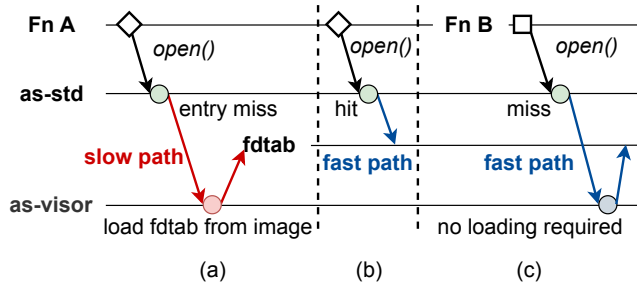 Fn A
open()
open()
Fn B
open()
as-std
entry miss
hit
miss
slow path
fdtab
fast path
fast path
as-visor
load fdtab from image
no loading required
(a)
(b)
(c)